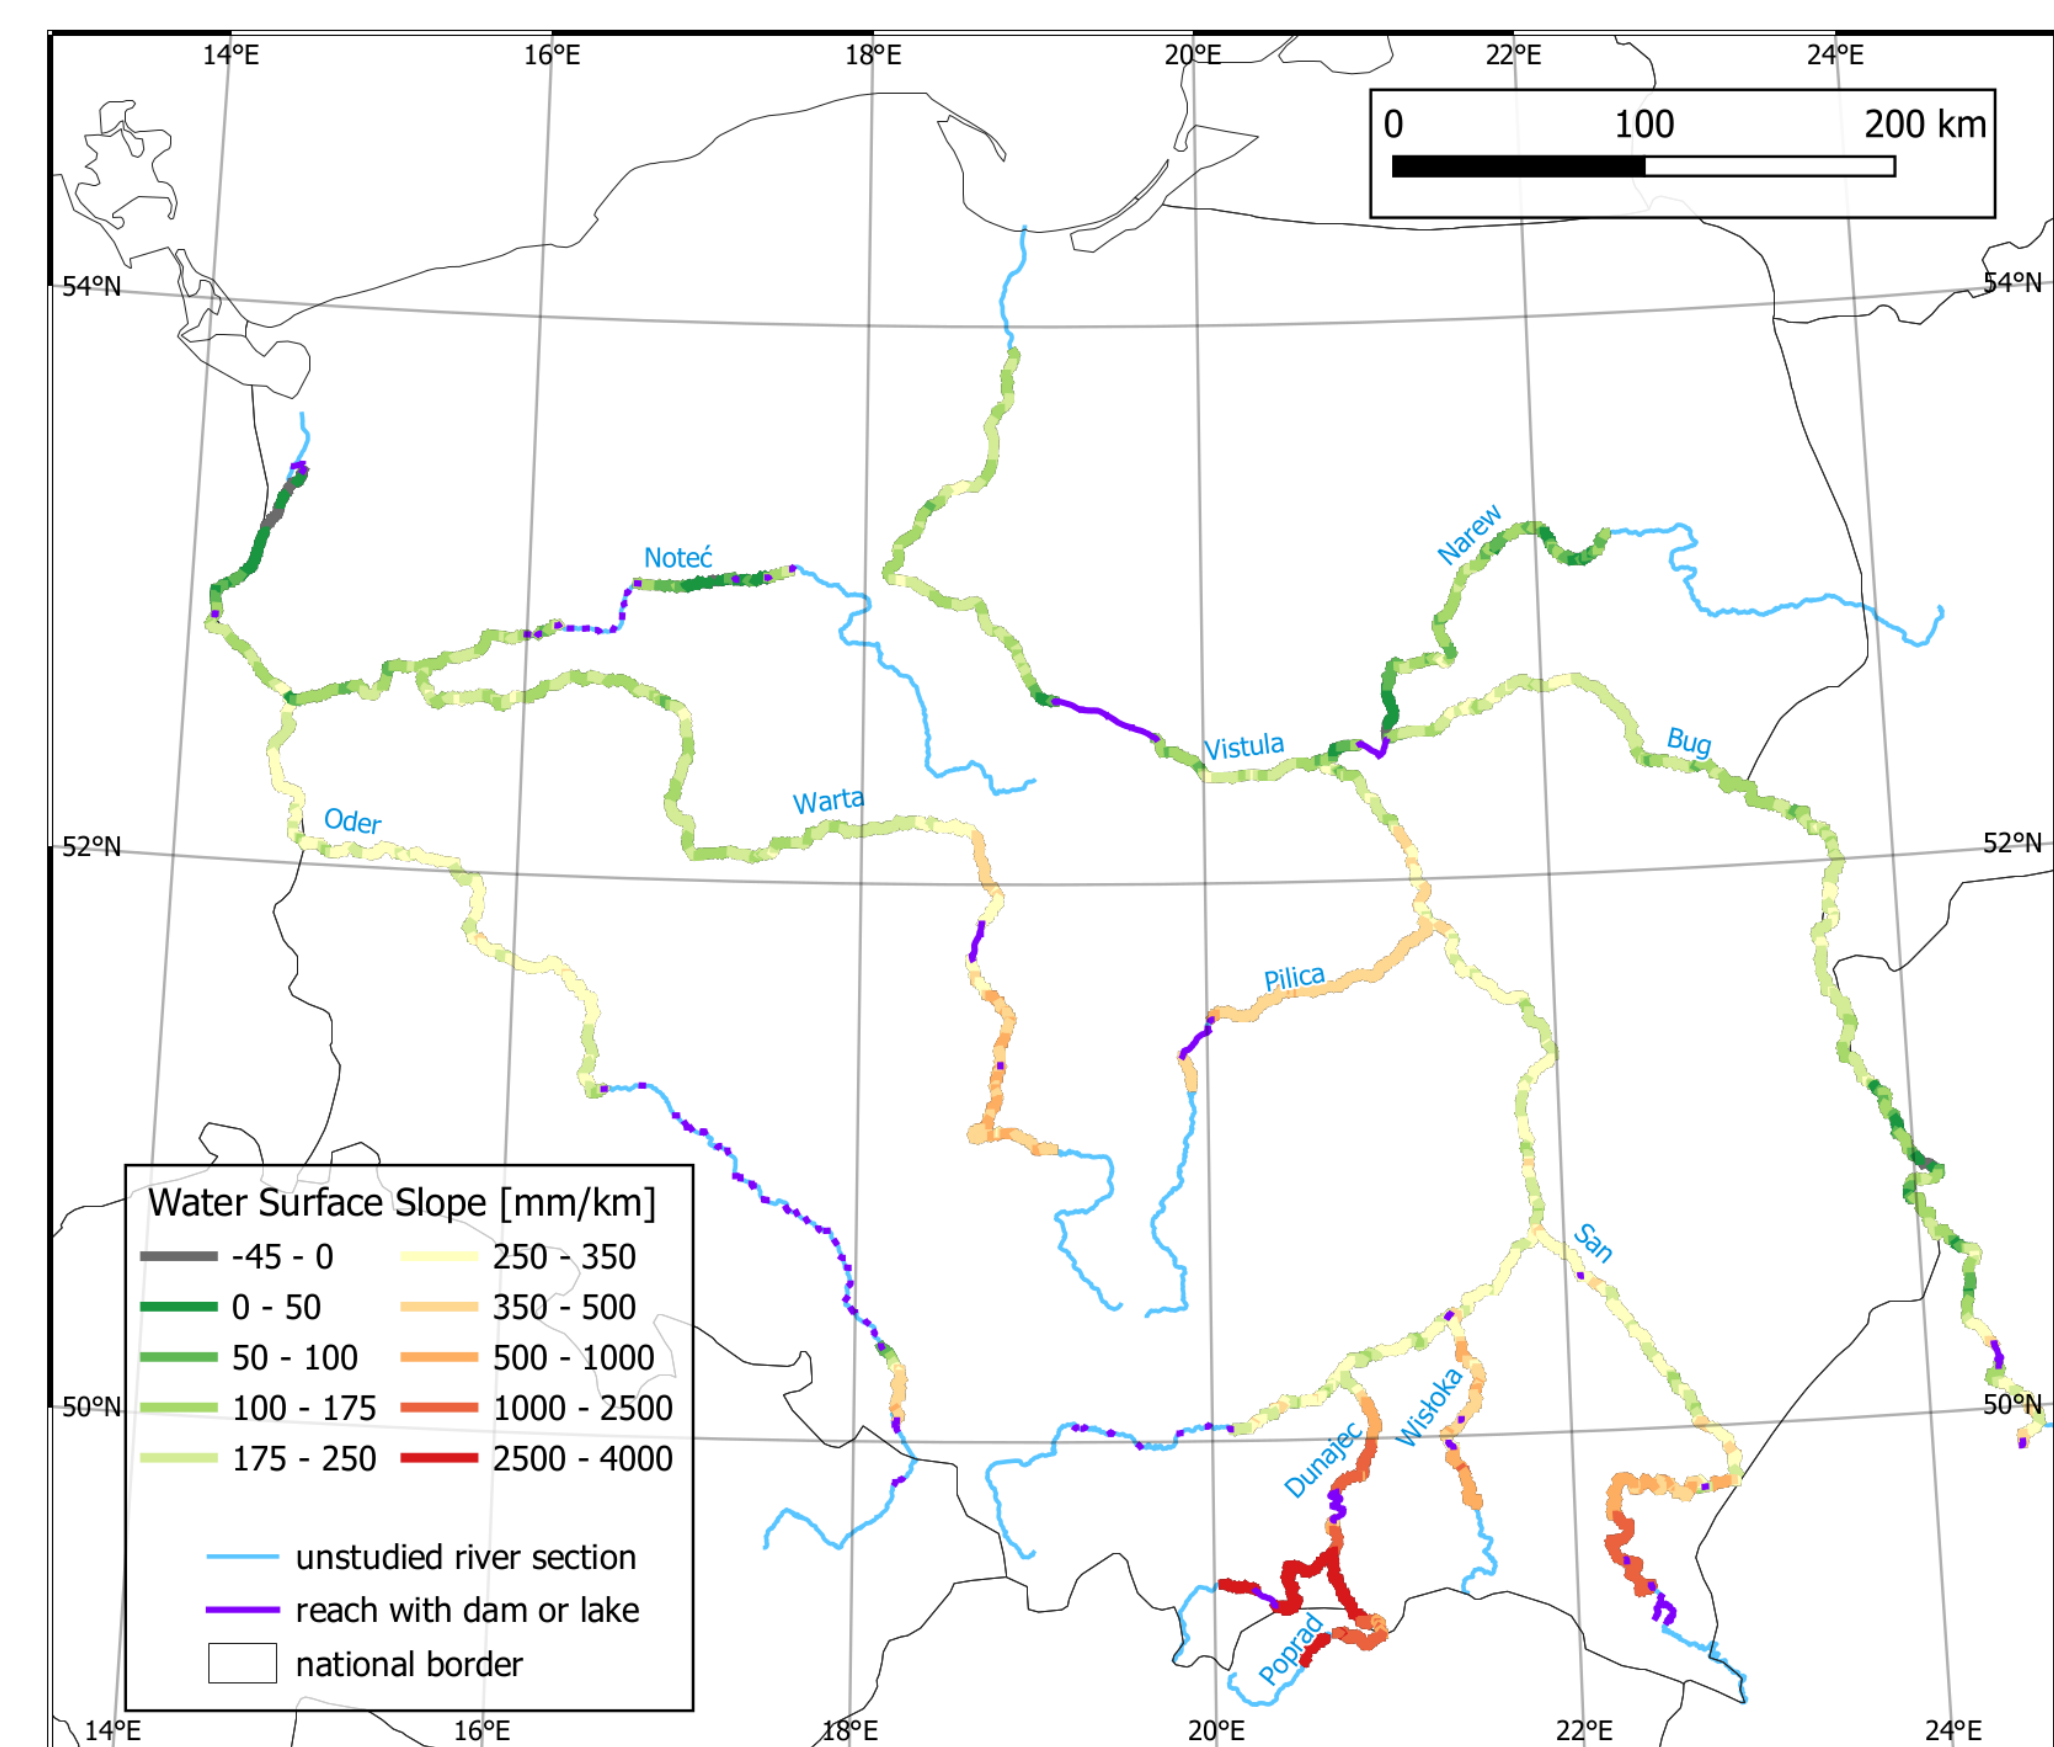 14°E 16°E 18°E 20°E 22°E 24°E
0 100 200 km
54°N 54°N
Narew
Noteć
Vistula
Bug
Warta
Oder
52°N 52°N
Pilica
San
Water Surface Slope [mm/km]
-45 - 0 250 - 350
0 - 50 350 - 500
50 - 100 500 - 1000
100 - 175 1000 - 2500
175 - 250 2500 - 4000
unstudied river section
reach with dam or lake
national border
50°N 50°N
Wisłoka
Dunajec
Poprad
14°E 16°E 18°E 20°E 22°E 24°E